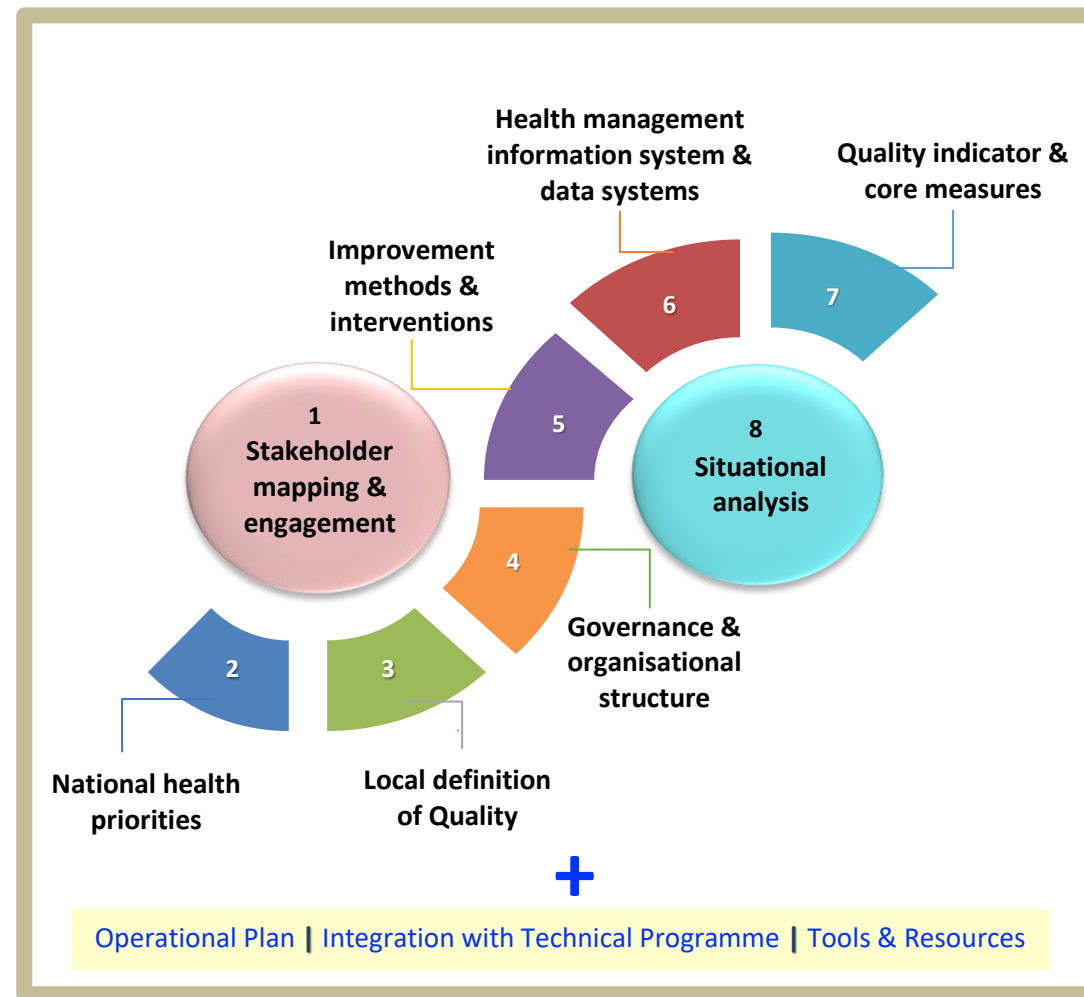 Health management
information system &
data systems
Quality indicator &
core measures
Improvement
methods &
interventions
6
7
5
1
Stakeholder
mapping &
engagement
8
Situational
analysis
4
Governance &
organisational
structure
2
3
National health
priorities
Local definition
of Quality
+
Operational Plan | Integration with Technical Programme | Tools & Resources